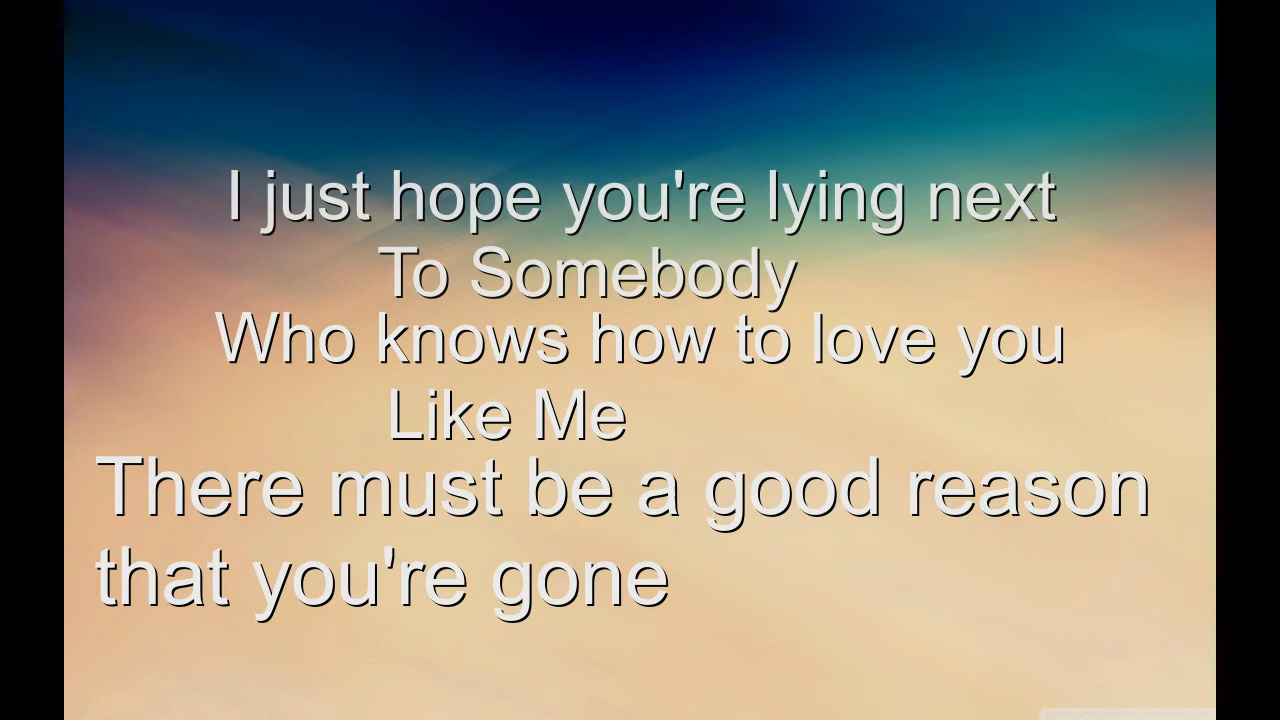 I just hope you're lying next
To Somebody
Who knows how to love you
Like Me
There must be a good reason
that you're gone